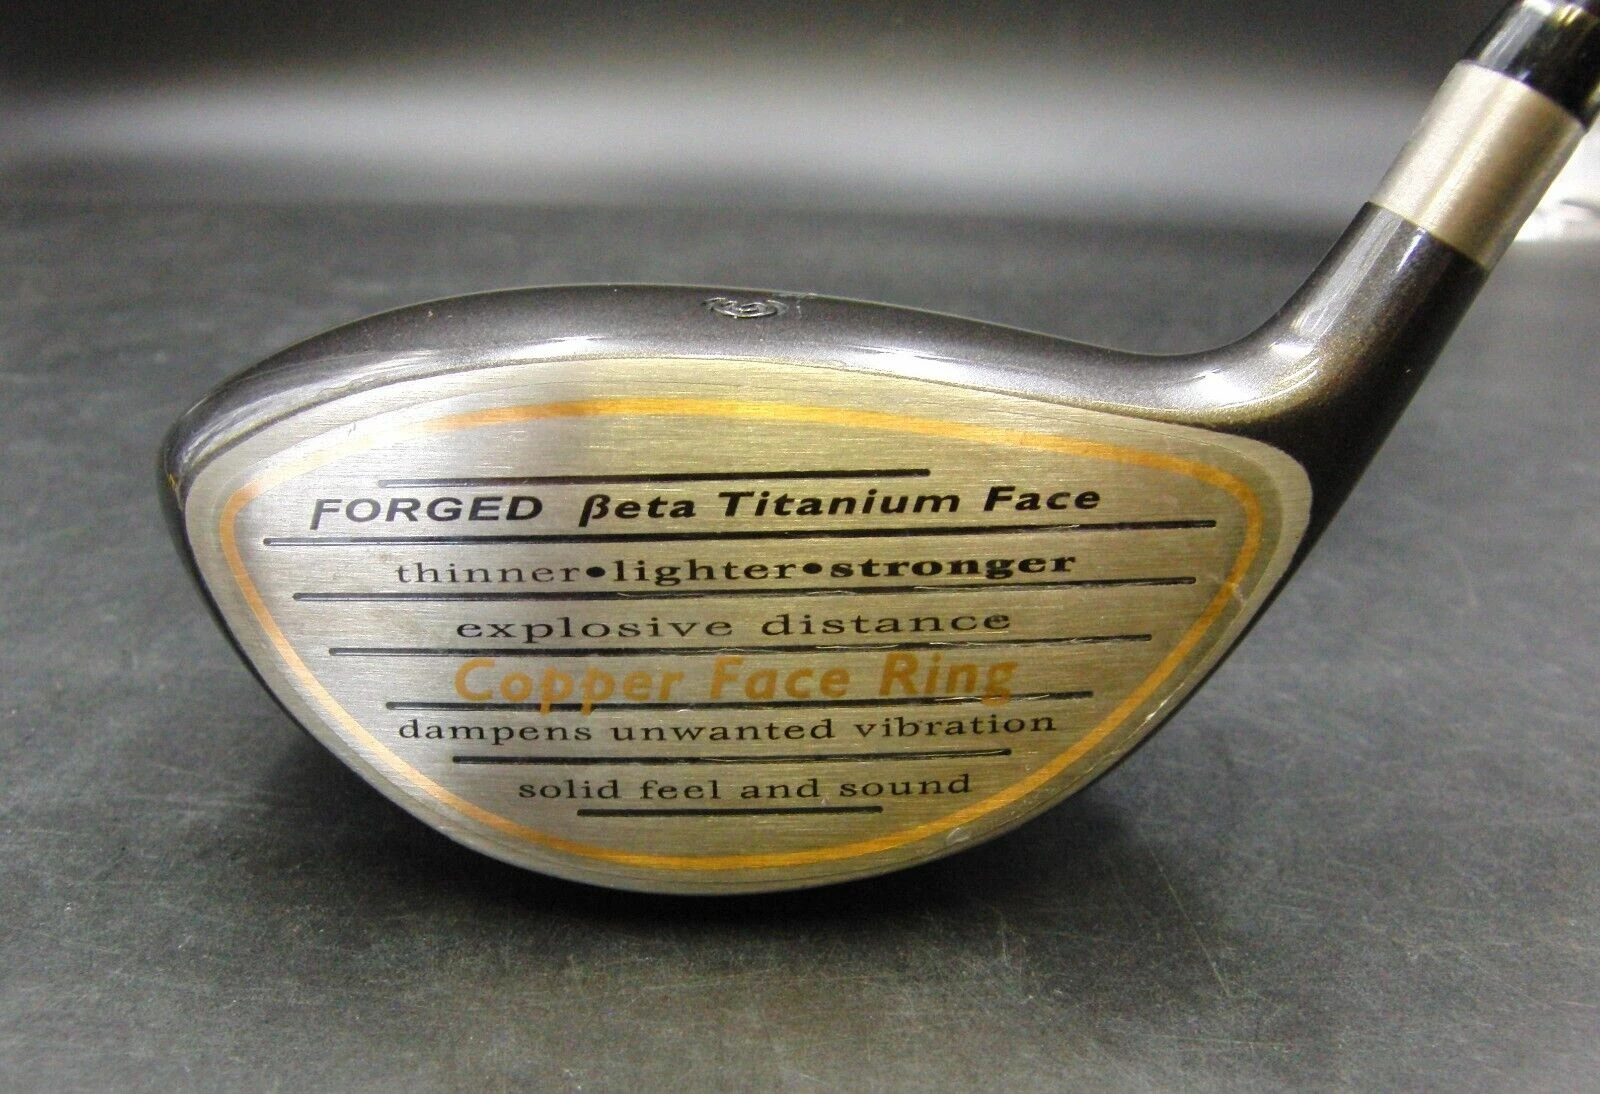 FORGED βeta Titanium Face
thinner•lighter•stronger
explosive distance
Copper Face Ring
dampens unwanted vibration
solid feel and sound